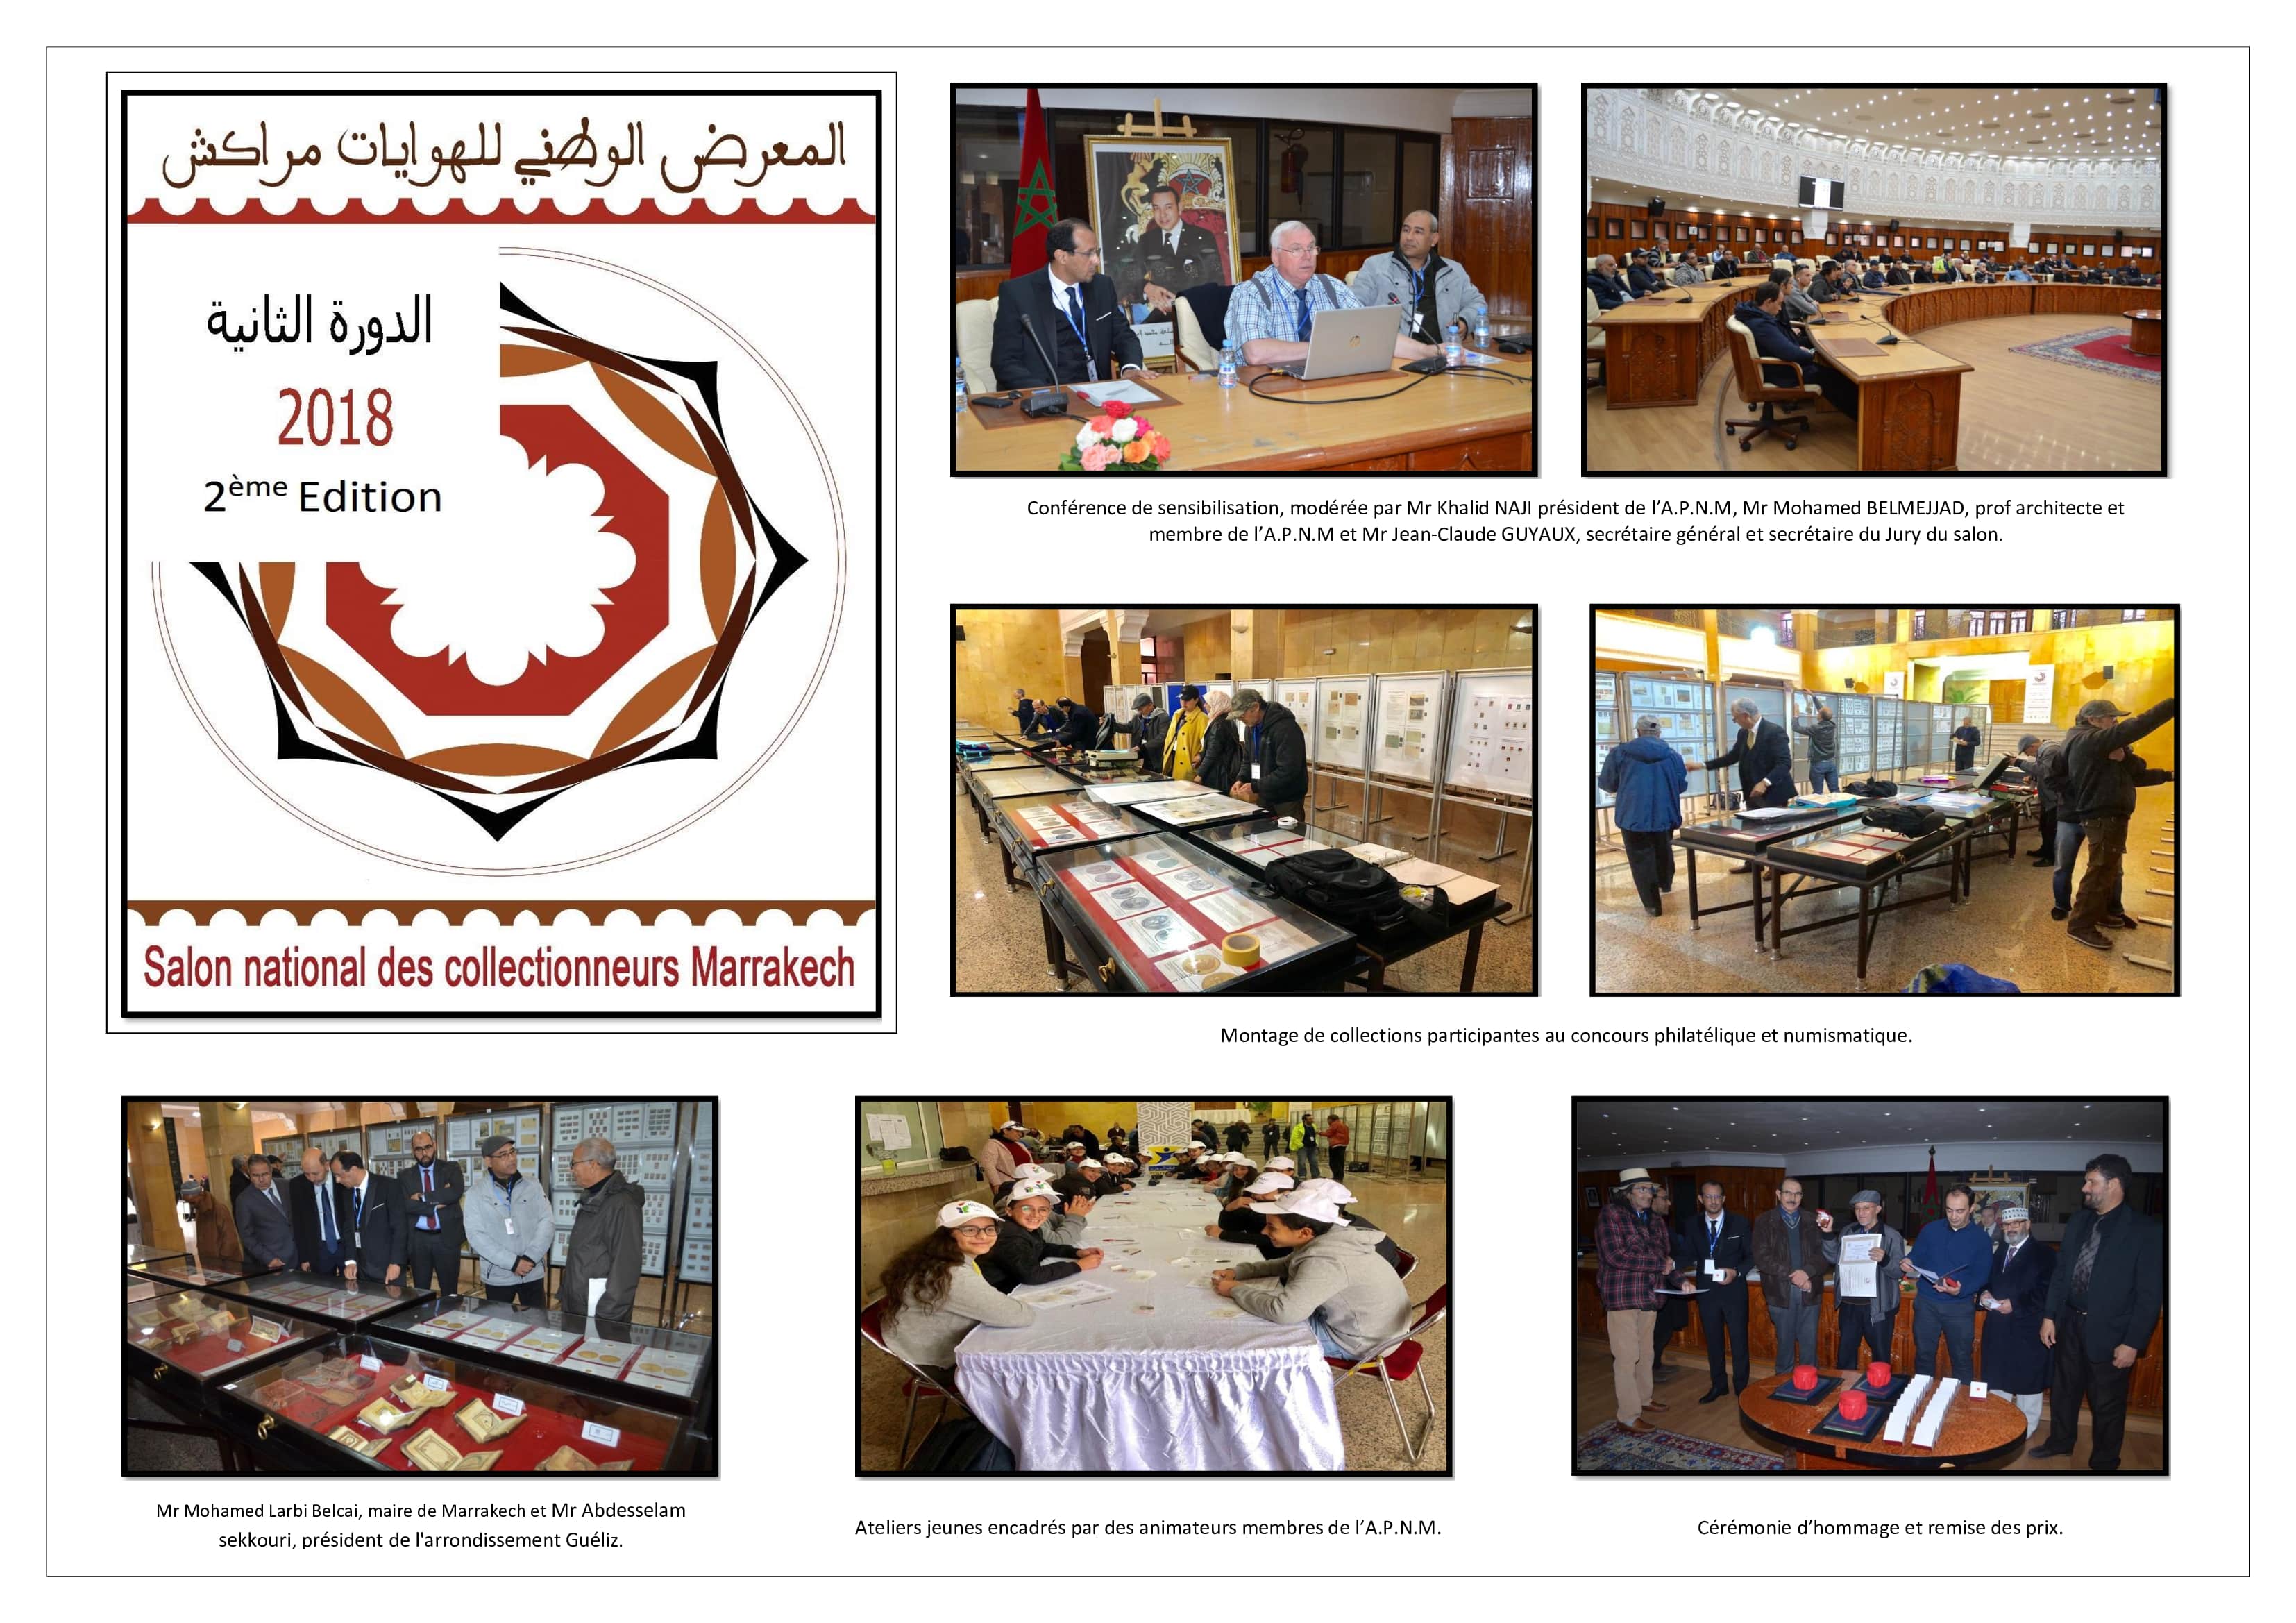 المعرض الوطني للهوايات مراكش
الدورة الثانية
2018
2ème Edition
Salon national des collectionneurs Marrakech
Conférence de sensibilisation, modérée par Mr Khalid NAJI président de l’A.P.N.M, Mr Mohamed BELMEJJAD, prof architecte et
membre de l’A.P.N.M et Mr Jean-Claude GUYAUX, secrétaire général et secrétaire du Jury du salon.
Montage de collections participantes au concours philatélique et numismatique.
Mr Mohamed Larbi Belcai, maire de Marrakech et Mr Abdesselam
sekkouri, président de l'arrondissement Guéliz.
Ateliers jeunes encadrés par des animateurs membres de l’A.P.N.M.
Cérémonie d’hommage et remise des prix.